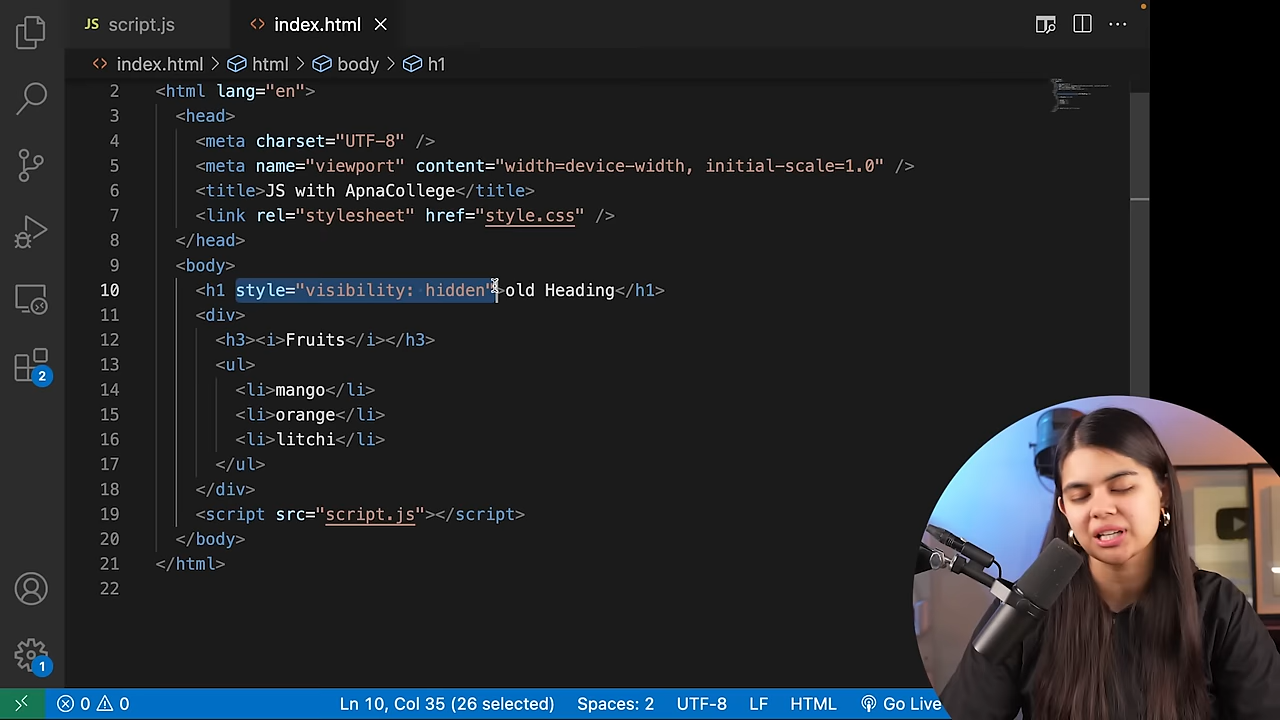 JS script.js
<> index.html
<> index.html > html > body > h1
2 <html lang="en">
3 <head>
4 <meta charset="UTF-8" />
5 <meta name="viewport" content="width=device-width, initial-scale=1.0" />
6 <title>JS with ApnaCollege</title>
7 <link rel="stylesheet" href="style.css" />
8 </head>
9 <body>
10 <h1 style="visibility: hidden">old Heading</h1>
11 <div>
12 <h3><i>Fruits</i></h3>
13 <ul>
14 <li>mango</li>
15 <li>orange</li>
16 <li>litchi</li>
17 </ul>
18 </div>
19 <script src="script.js"></script>
20 </body>
21 </html>
22
2
1
0 0 Ln 10, Col 35 (26 selected) Spaces: 2 UTF-8 LF HTML Go Live